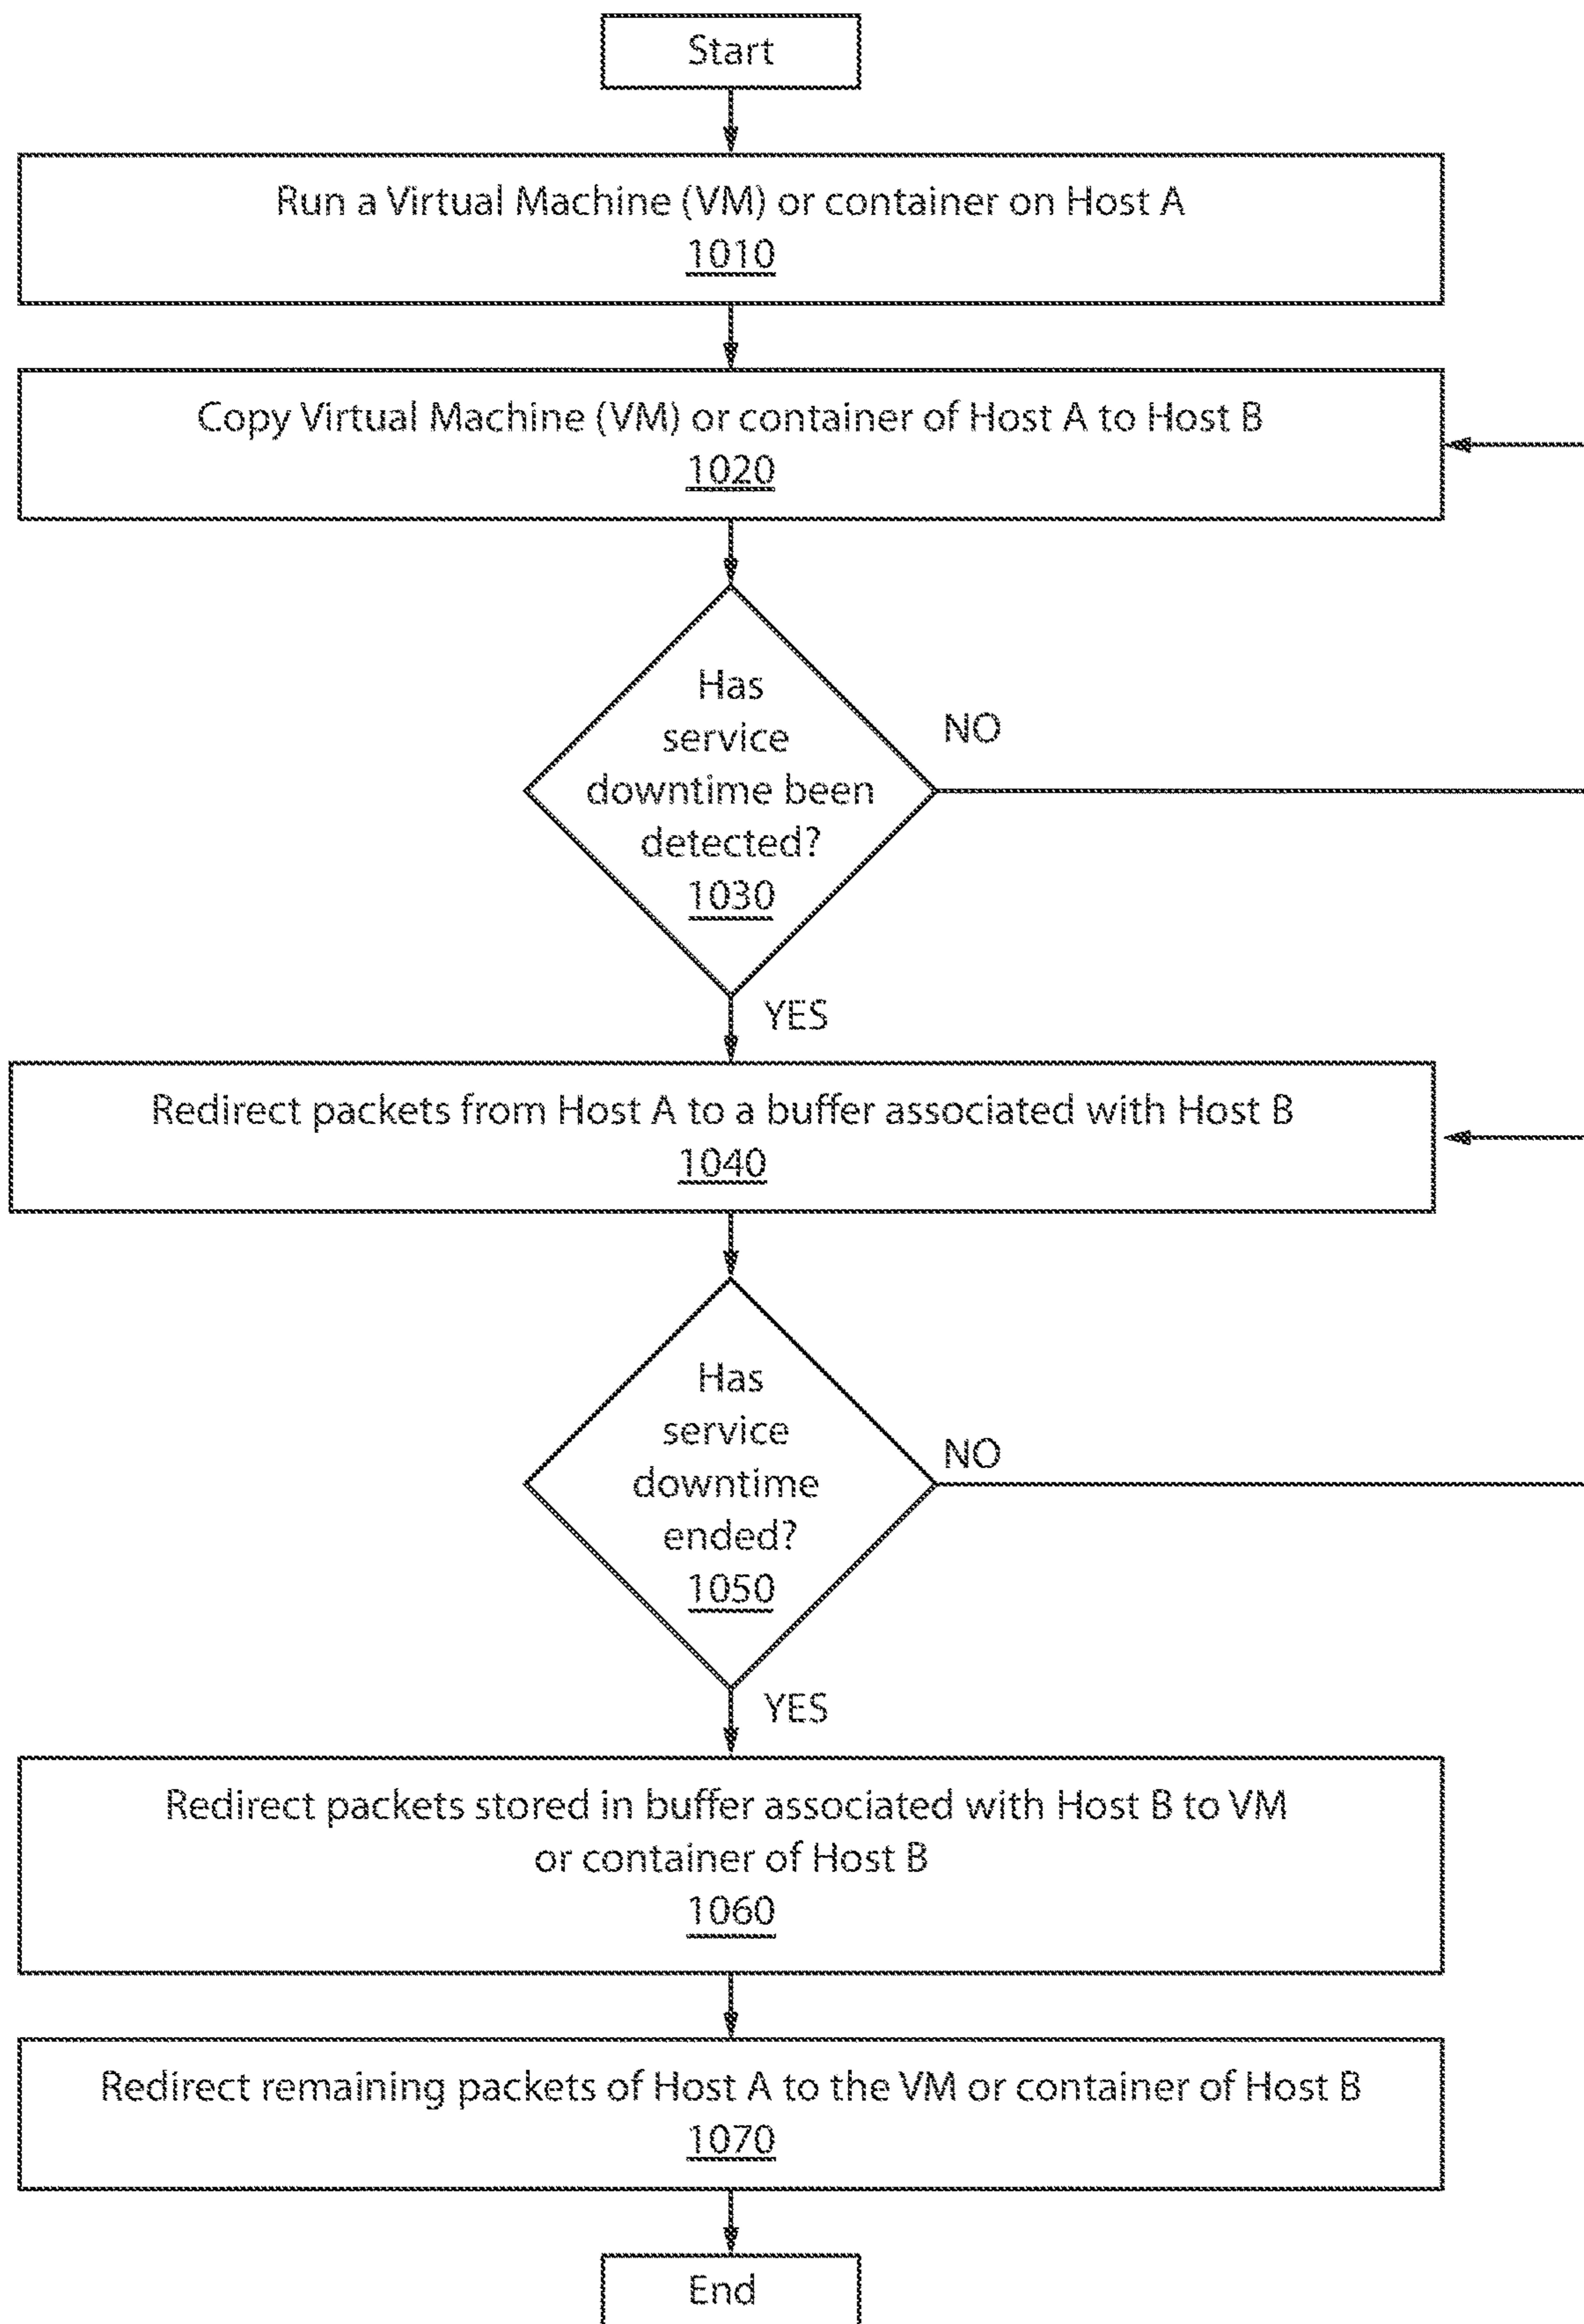 Start
Run a Virtual Machine (VM) or container on Host A
1010
Copy Virtual Machine (VM) or container of Host A to Host B
1020
Has
service
downtime been
detected?
1030
NO
YES
Redirect packets from Host A to a buffer associated with Host B
1040
Has
service
downtime
ended?
1050
NO
YES
Redirect packets stored in buffer associated with Host B to VM
or container of Host B
1060
Redirect remaining packets of Host A to the VM or container of Host B
1070
End